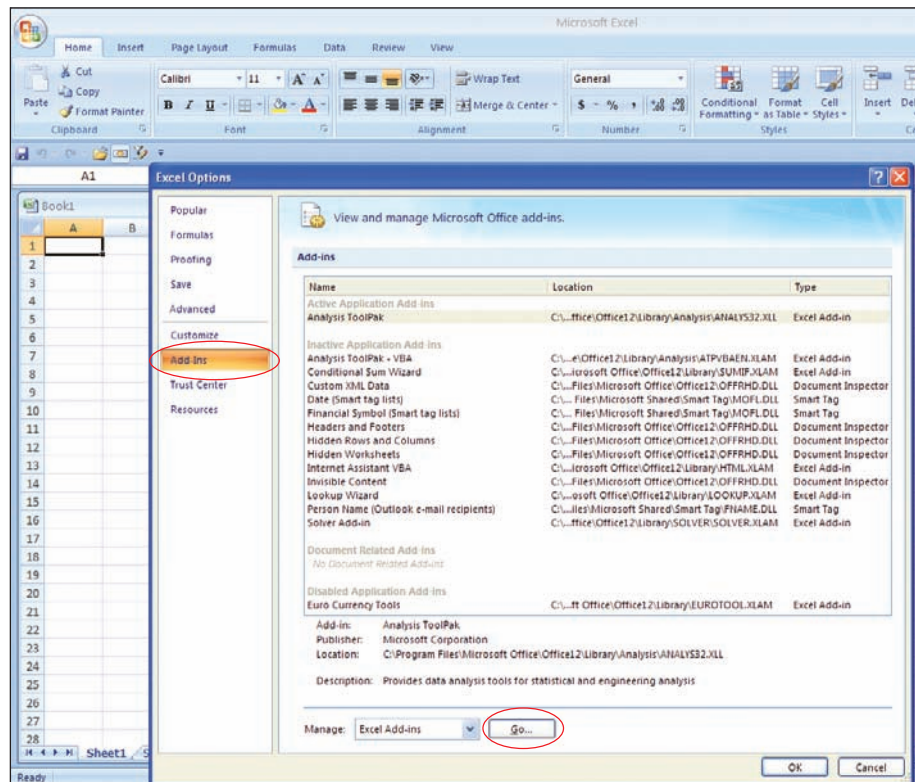 Microsoft Excel
Home Insert Page Layout Formulas Data Review View
Cut
Copy
Format Painter
Paste
Clipboard
Calibri 11 A A
B I U A
Font
Wrap Text
Merge & Center
Alignment
General
$ % , .0 .00 .00 .0
Number
Conditional Formatting Format as Table Cell Styles
Styles
Insert
A1
Excel Options
Book1
A B
1
2
3
4
5
6
7
8
9
10
11
12
13
14
15
16
17
18
19
20
21
22
23
24
25
26
27
28
Sheet1
Ready
Popular
Formulas
Proofing
Save
Advanced
Customize
Add-Ins
Trust Center
Resources
View and manage Microsoft Office add-ins.
Add-ins
Name Location Type
Active Application Add-ins
Analysis ToolPak C:\...ffice\Office12\Library\Analysis\ANALYS32.XLL Excel Add-in
Inactive Application Add-ins
Analysis ToolPak - VBA C:\...e\Office12\Library\Analysis\ATPVBAEN.XLAM Excel Add-in
Conditional Sum Wizard C:\...icrosoft Office\Office12\Library\SUMIF.XLAM Excel Add-in
Custom XML Data C:\...Files\Microsoft Office\Office12\OFFRHD.DLL Document Inspector
Date (Smart tag lists) C:\... Files\Microsoft Shared\Smart Tag\MOFL.DLL Smart Tag
Financial Symbol (Smart tag lists) C:\... Files\Microsoft Shared\Smart Tag\MOFL.DLL Smart Tag
Headers and Footers C:\...Files\Microsoft Office\Office12\OFFRHD.DLL Document Inspector
Hidden Rows and Columns C:\...Files\Microsoft Office\Office12\OFFRHD.DLL Document Inspector
Hidden Worksheets C:\...Files\Microsoft Office\Office12\OFFRHD.DLL Document Inspector
Internet Assistant VBA C:\...icrosoft Office\Office12\Library\HTML.XLAM Excel Add-in
Invisible Content C:\...Files\Microsoft Office\Office12\OFFRHD.DLL Document Inspector
Lookup Wizard C:\...osoft Office\Office12\Library\LOOKUP.XLAM Excel Add-in
Person Name (Outlook e-mail recipients) C:\...iles\Microsoft Shared\Smart Tag\FNAME.DLL Smart Tag
Solver Add-in C:\...ffice\Office12\Library\SOLVER\SOLVER.XLAM Excel Add-in
Document Related Add-ins
No Document Related Add-ins
Disabled Application Add-ins
Euro Currency Tools C:\...ft Office\Office12\Library\EUROTOOL.XLAM Excel Add-in
Add-in: Analysis ToolPak
Publisher: Microsoft Corporation
Location: C:\Program Files\Microsoft Office\Office12\Library\Analysis\ANALYS32.XLL
Description: Provides data analysis tools for statistical and engineering analysis
Manage: Excel Add-ins Go...
OK Cancel